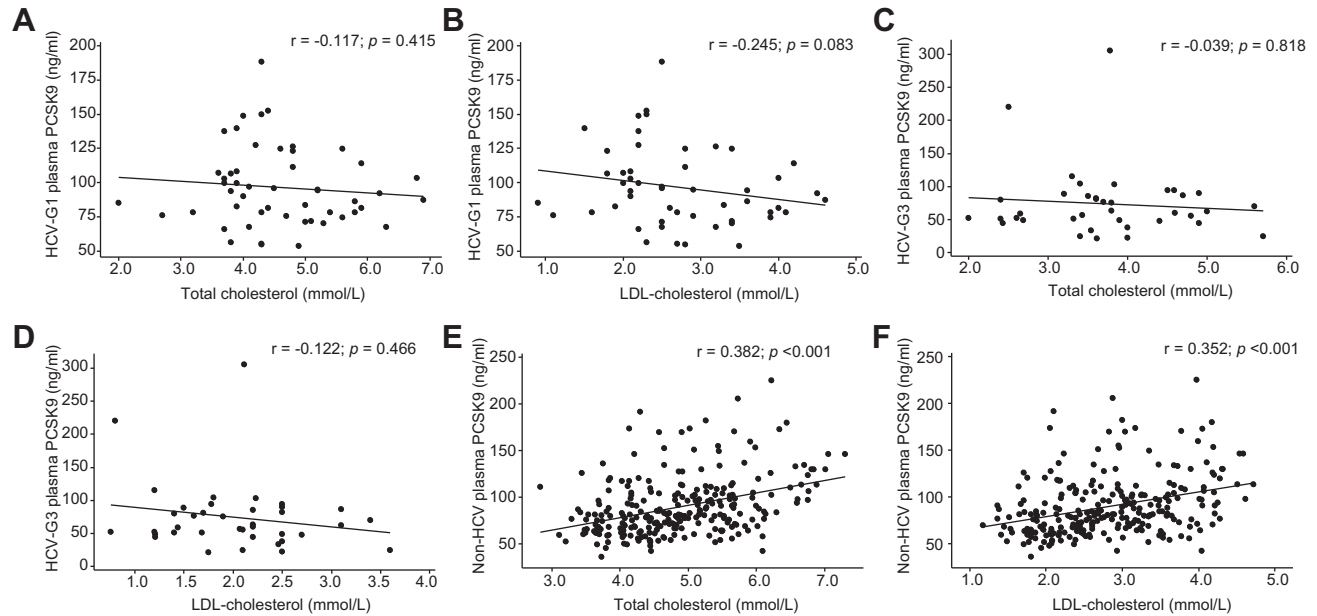 A
r = -0.117; p = 0.415
HCV-G1 plasma PCSK9 (ng/ml)
200
175
150
125
100
75
50
2.0 3.0 4.0 5.0 6.0 7.0
Total cholesterol (mmol/L)
B
r = -0.245; p = 0.083
HCV-G1 plasma PCSK9 (ng/ml)
200
175
150
125
100
75
50
1.0 2.0 3.0 4.0 5.0
LDL-cholesterol (mmol/L)
C
r = -0.039; p = 0.818
HCV-G3 plasma PCSK9 (ng/ml)
300
250
200
150
100
50
0
2.0 3.0 4.0 5.0 6.0
Total cholesterol (mmol/L)
D
r = -0.122; p = 0.466
HCV-G3 plasma PCSK9 (ng/ml)
300
250
200
150
100
50
0
1.0 1.5 2.1 2.5 3.1 3.5 4.0
LDL-cholesterol (mmol/L)
E
r = 0.382; p <0.001
Non-HCV plasma PCSK9 (ng/ml)
250
200
150
100
50
3.0 4.0 5.0 6.0 7.0
Total cholesterol (mmol/L)
F
r = 0.352; p <0.001
Non-HCV plasma PCSK9 (ng/ml)
250
200
150
100
50
1.0 2.0 3.0 4.0 5.0
LDL-cholesterol (mmol/L)